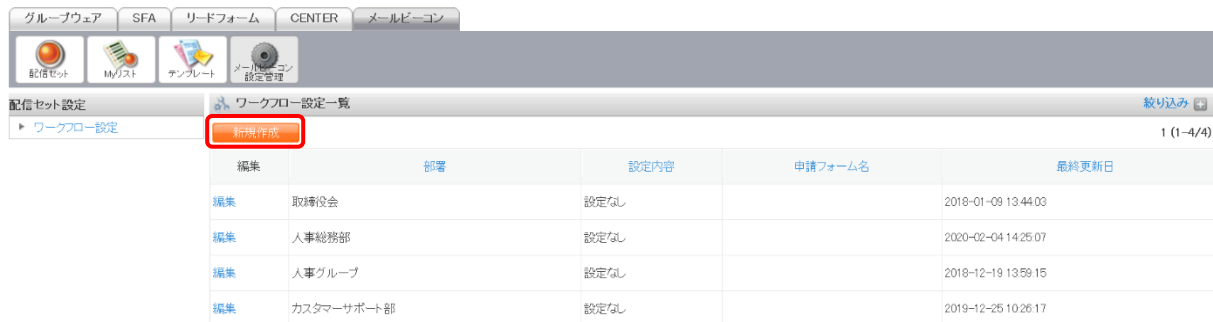 グループウェア SFA リードフォーム CENTER メールビーコン
配信セット Myリスト テンプレート メールビーコン
設定管理
配信セット設定 ワークフロー設定一覧 絞り込み
ワークフロー設定 新規作成 1 (1-4/4)
編集 部署 設定内容 申請フォーム名 最終更新日
編集 取締役会 設定なし 2018-01-09 13:44:03
編集 人事総務部 設定なし 2020-02-04 14:25:07
編集 人事グループ 設定なし 2018-12-19 13:59:15
編集 カスタマーサポート部 設定なし 2019-12-25 10:26:17